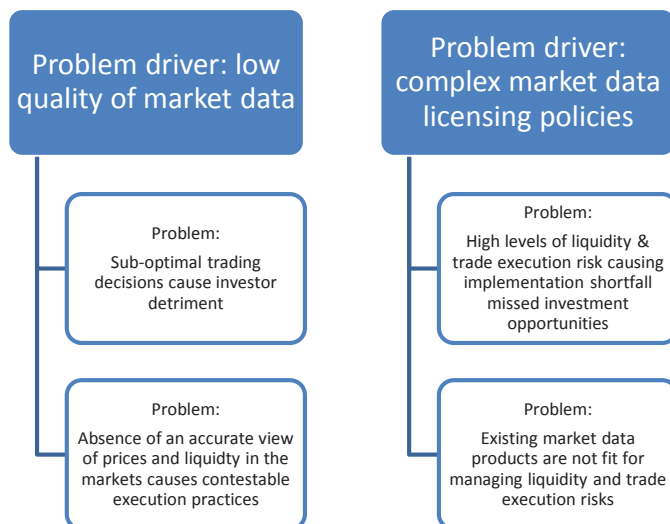 Problem driver: low
quality of market data
Problem:
Sub-optimal trading
decisions cause investor
detriment
Problem:
Absence of an accurate view
of prices and liquidty in the
markets causes contestable
execution practices
Problem driver:
complex market data
licensing policies
Problem:
High levels of liquidity &
trade execution risk causing
implementation shortfall
missed investment
opportunities
Problem:
Existing market data
products are not fit for
managing liquidity and trade
execution risks